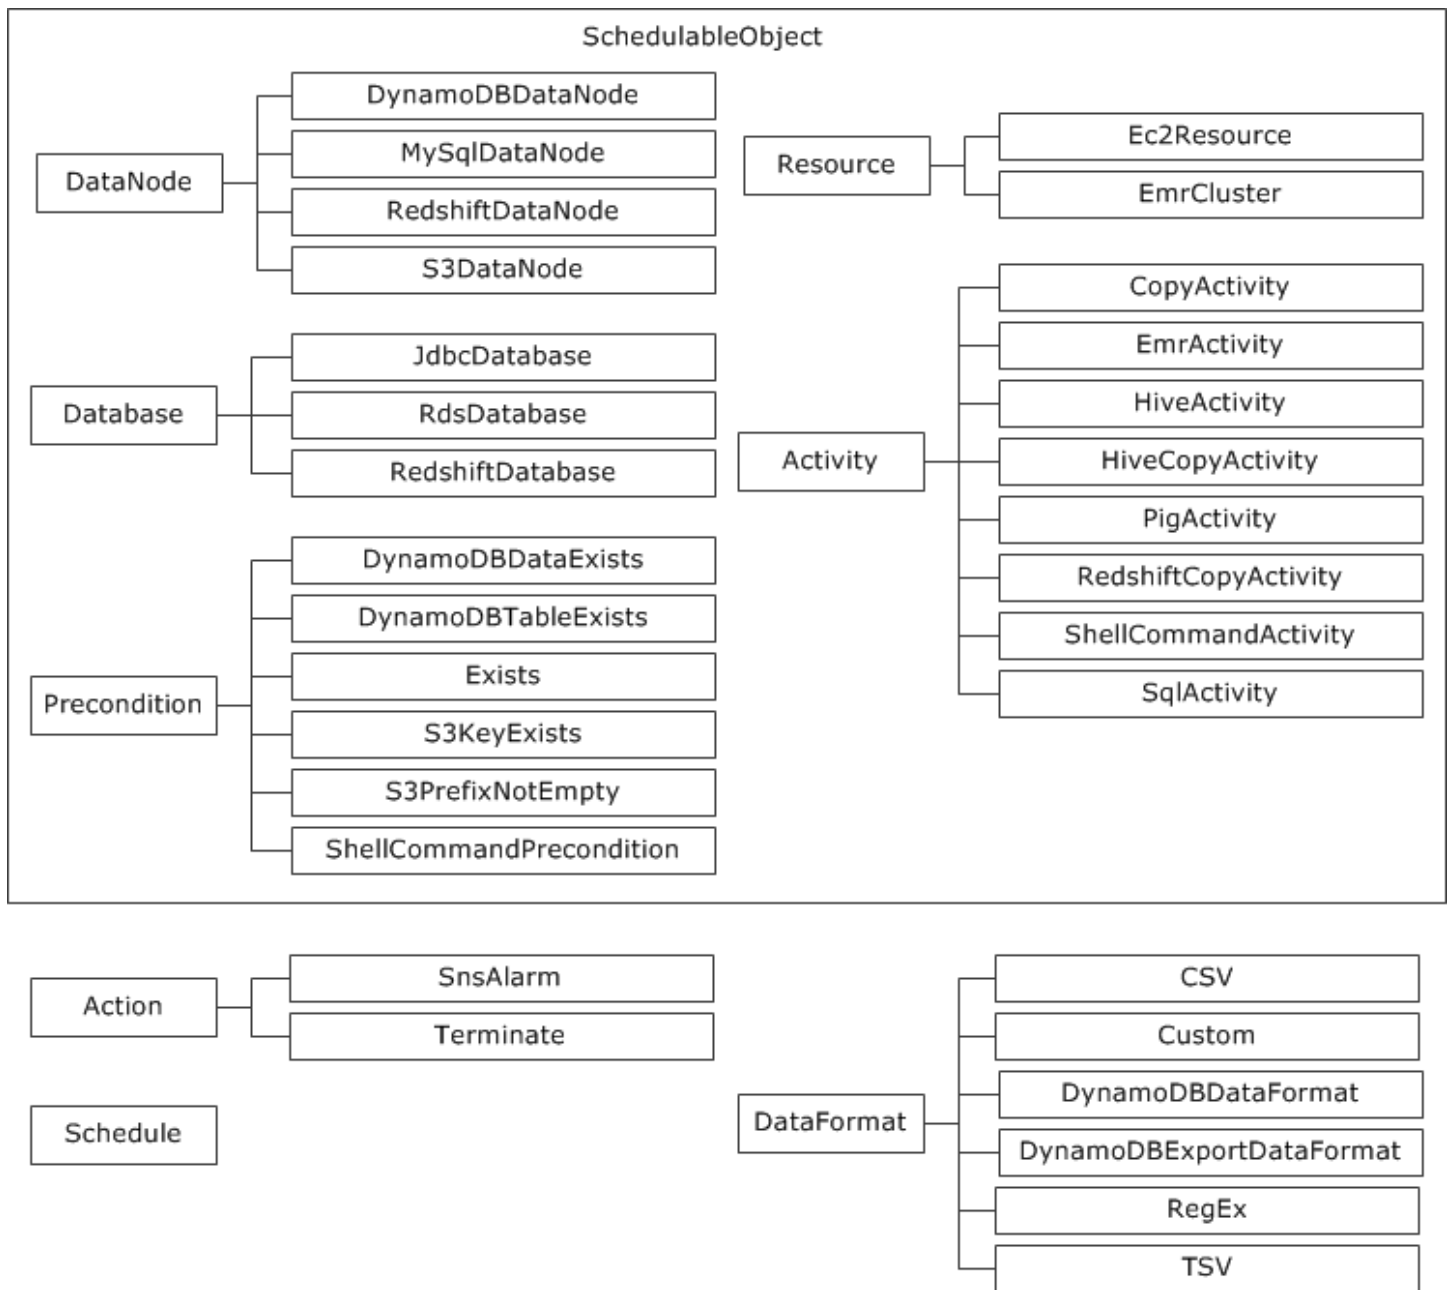 SchedulableObject
DataNode
DynamoDBDataNode
MySqlDataNode
RedshiftDataNode
S3DataNode
Database
JdbcDatabase
RdsDatabase
RedshiftDatabase
Precondition
DynamoDBDataExists
DynamoDBTableExists
Exists
S3KeyExists
S3PrefixNotEmpty
ShellCommandPrecondition
Resource
Ec2Resource
EmrCluster
Activity
CopyActivity
EmrActivity
HiveActivity
HiveCopyActivity
PigActivity
RedshiftCopyActivity
ShellCommandActivity
SqlActivity
Action
SnsAlarm
Terminate
Schedule
DataFormat
CSV
Custom
DynamoDBDataFormat
DynamoDBExportDataFormat
RegEx
TSV